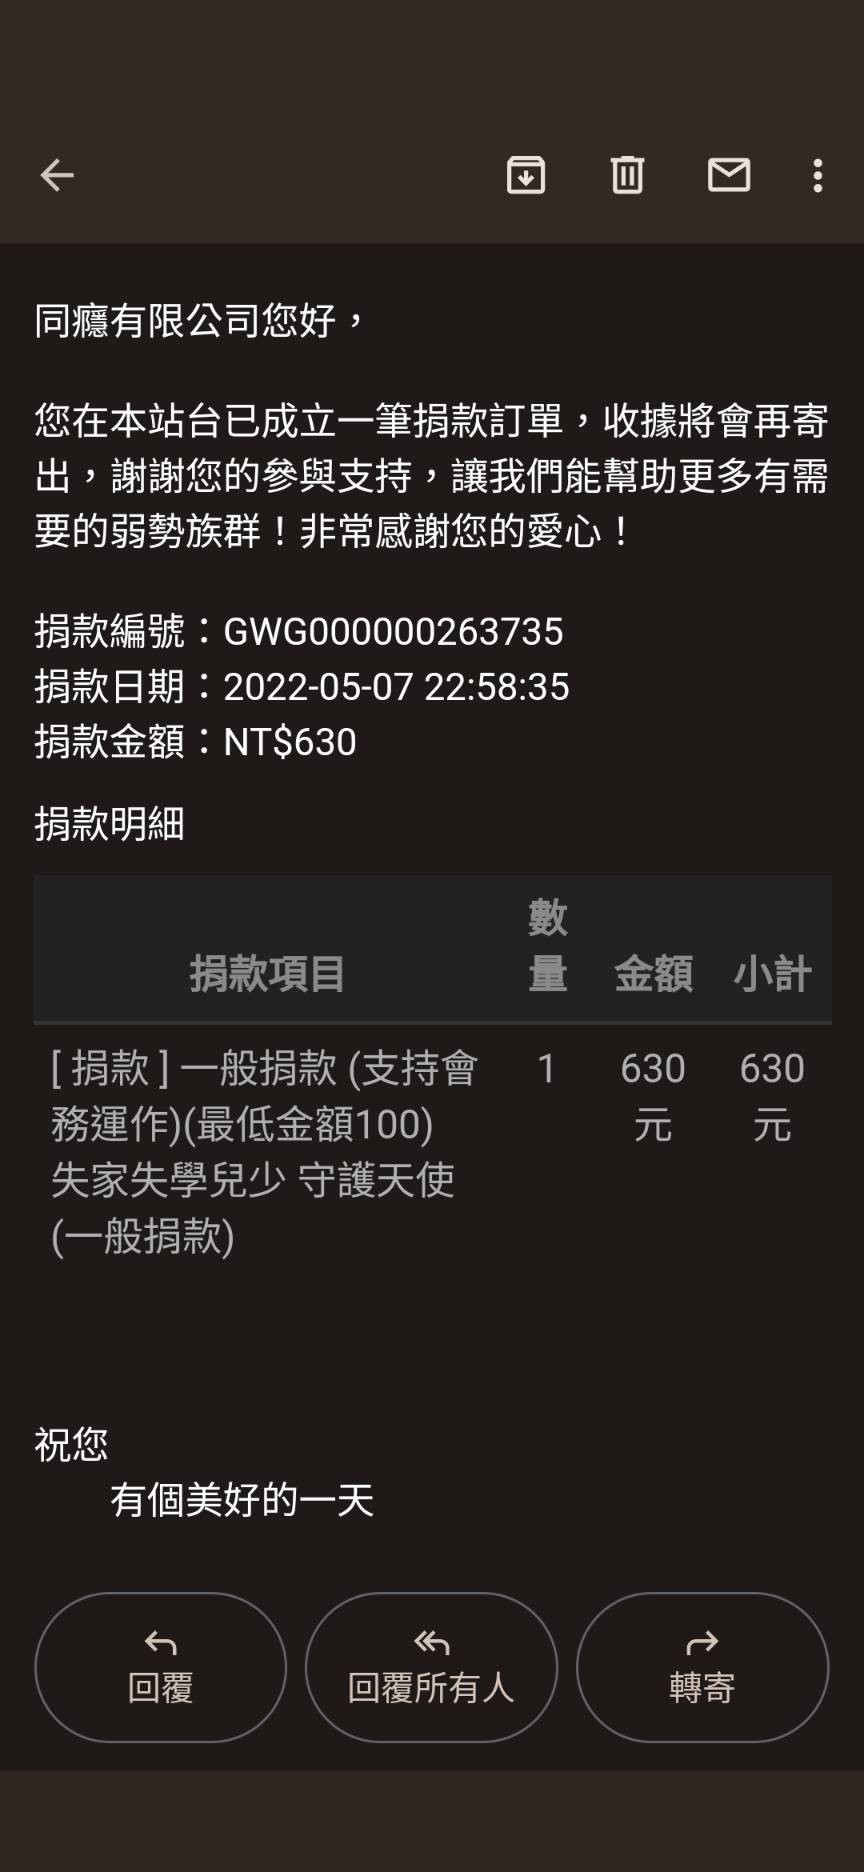 同癮有限公司您好，
您在本站台已成立一筆捐款訂單，收據將會再寄
出，謝謝您的參與支持，讓我們能幫助更多有需
要的弱勢族群！非常感謝您的愛心！
捐款編號：GWG000000263735
捐款日期：2022-05-07 22:58:35
捐款金額：NT$630
捐款明細
捐款項目 數量 金額 小計
[ 捐款 ] 一般捐款 (支持會 1 630 630
務運作)(最低金額100) 元 元
失家失學兒少 守護天使
(一般捐款)
祝您
有個美好的一天
回覆 回覆所有人 轉寄